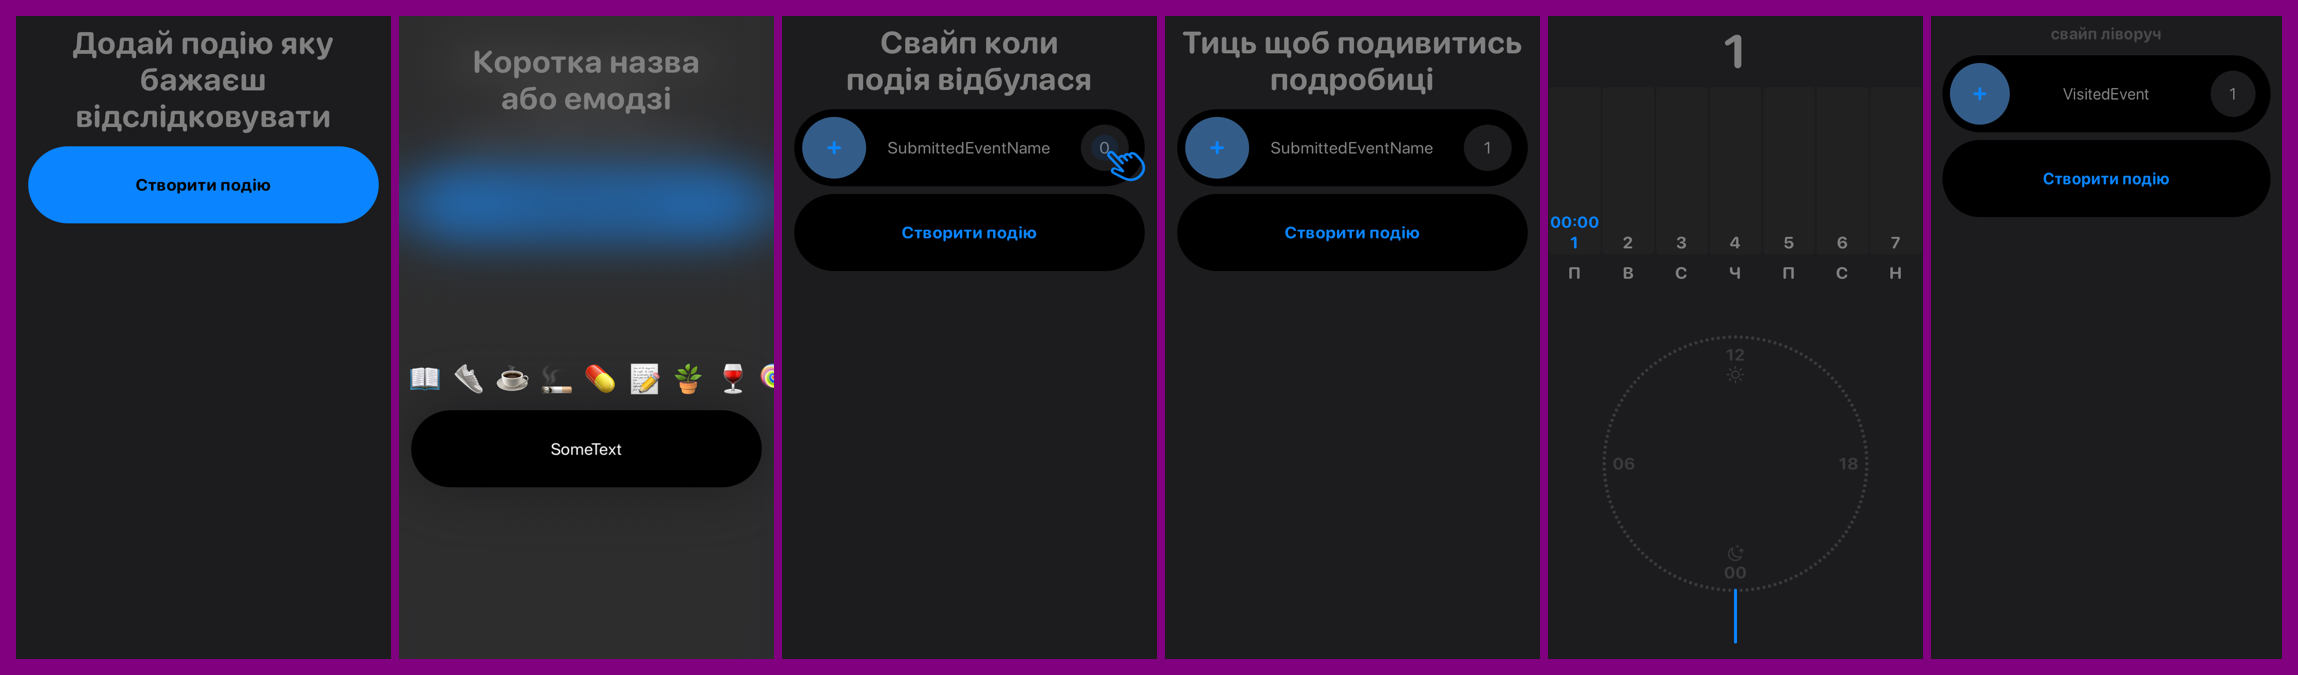 Додай подію яку
бажаєш
відслідковувати
Створити подію
Коротка назва
або емодзі
SomeText
Свайп коли
подія відбулася
+
SubmittedEventName
0
Створити подію
Тиць щоб подивитись
подробиці
+
SubmittedEventName
1
Створити подію
1
00:00
1 2 3 4 5 6 7
П В С Ч П С Н
12
06 18
00
свайп ліворуч
+
VisitedEvent
1
Створити подію